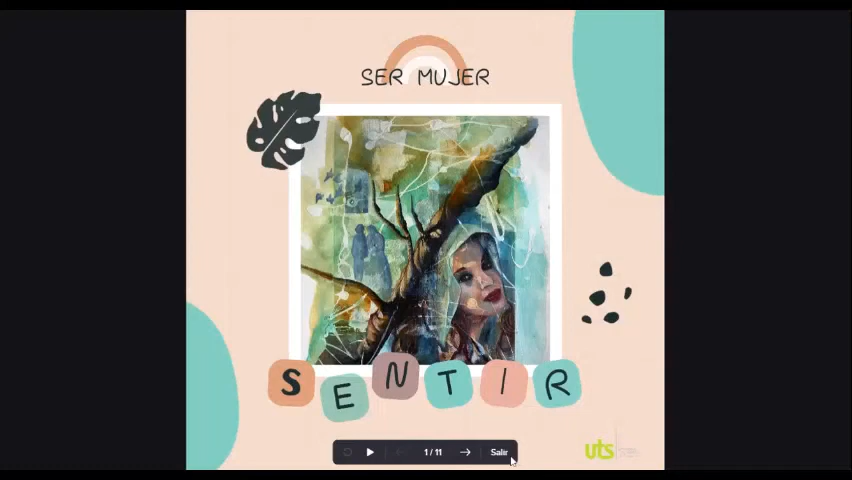 SER MUJER
SENTIR
1 / 11
Salir
uts